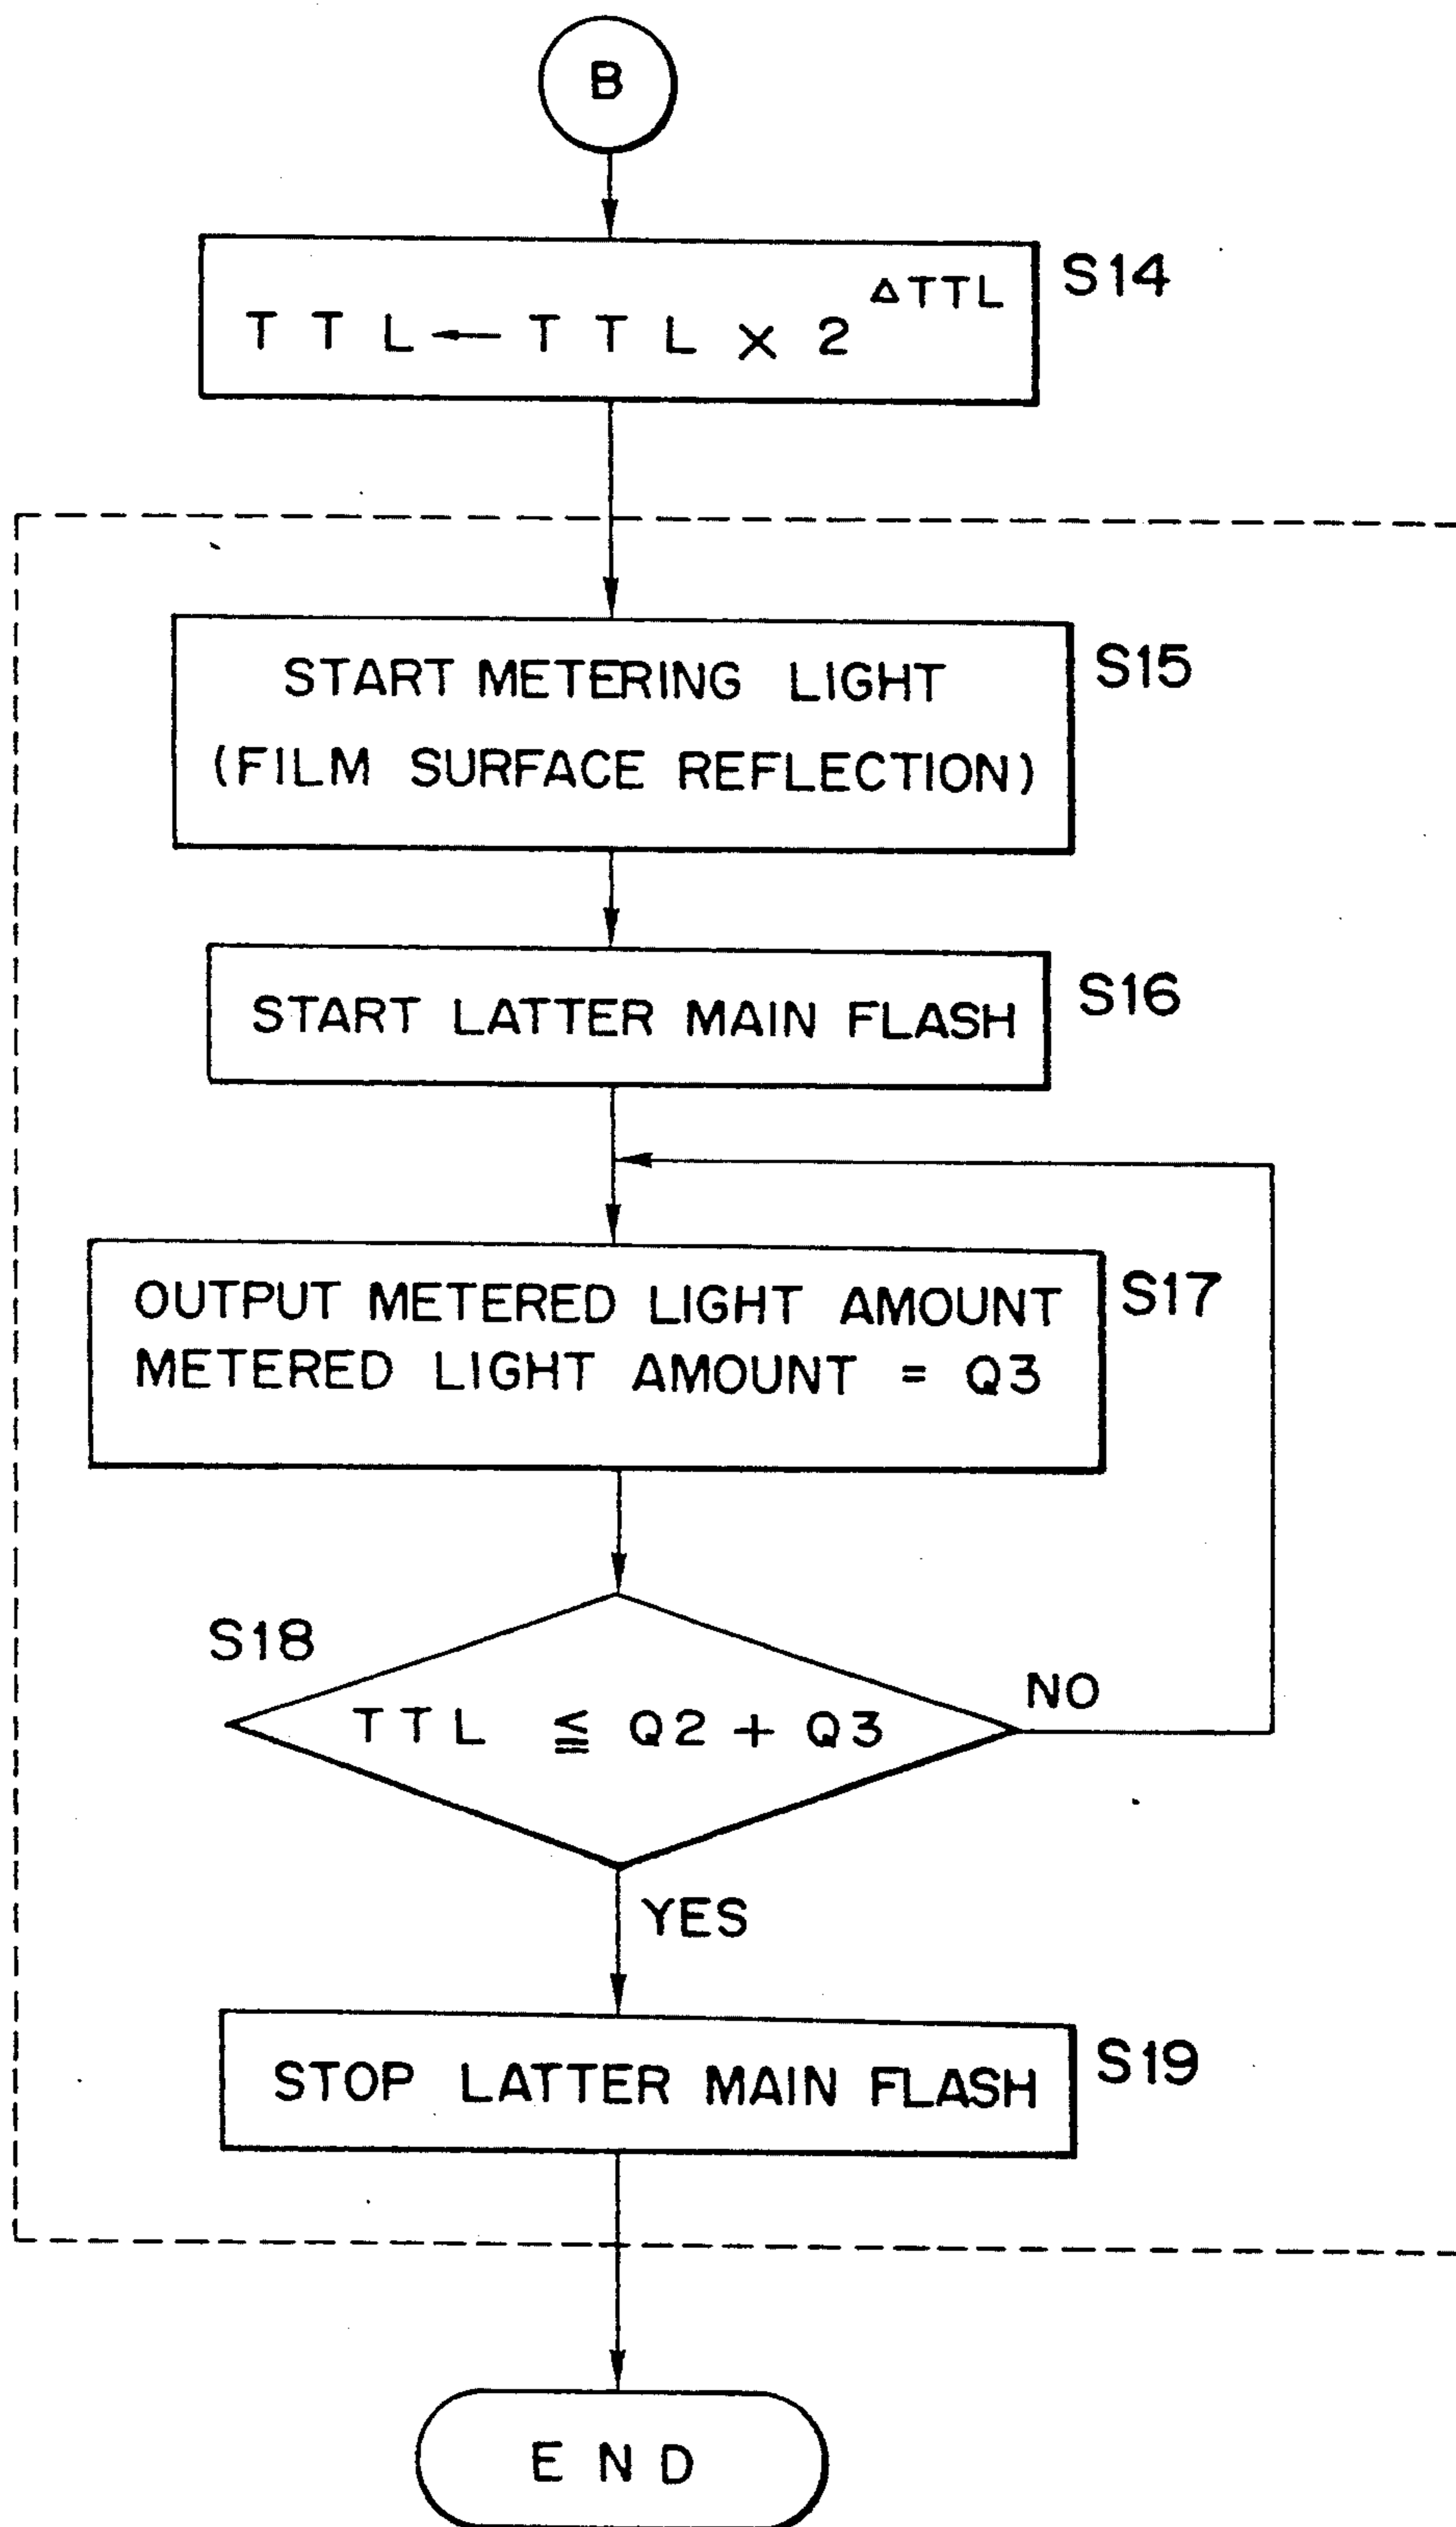 B
S14
TTL ← TTL × 2^ΔTTL
S15
START METERING LIGHT
(FILM SURFACE REFLECTION)
S16
START LATTER MAIN FLASH
S17
OUTPUT METERED LIGHT AMOUNT
METERED LIGHT AMOUNT = Q3
S18
TTL ≦ Q2 + Q3
NO
YES
S19
STOP LATTER MAIN FLASH
END